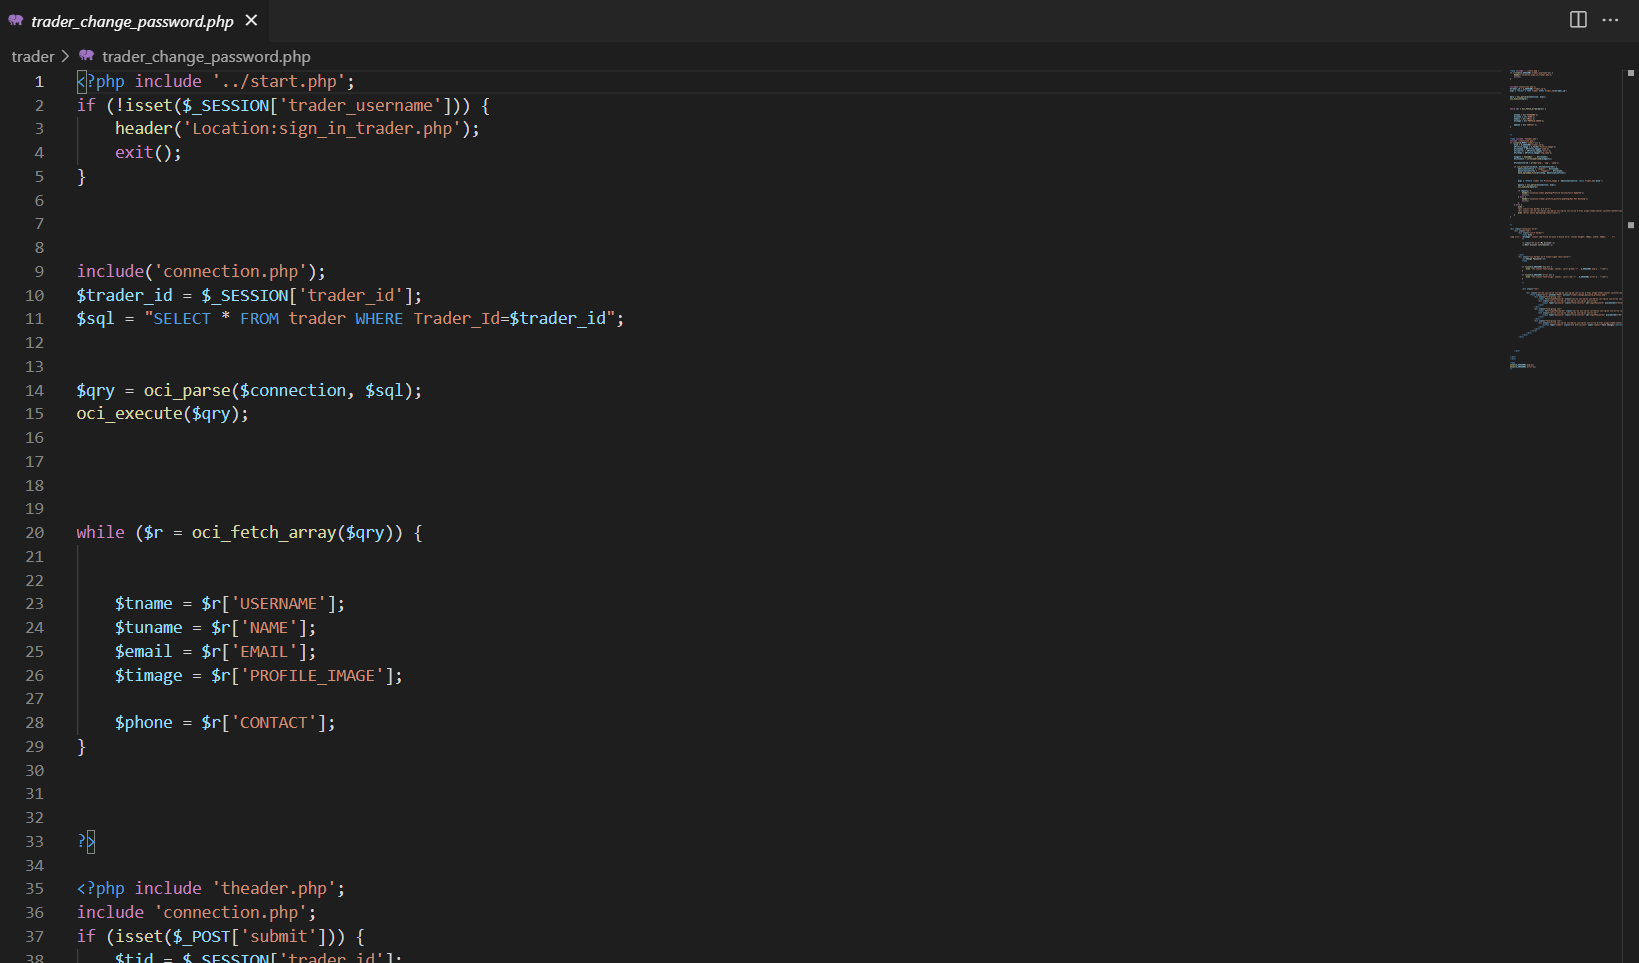 trader_change_password.php
trader > trader_change_password.php
1 <?php include '../start.php';
2 if (!isset($_SESSION['trader_username'])) {
3 header('Location:sign_in_trader.php');
4 exit();
5 }
6
7
8
9 include('connection.php');
10 $trader_id = $_SESSION['trader_id'];
11 $sql = "SELECT * FROM trader WHERE Trader_Id=$trader_id";
12
13
14 $qry = oci_parse($connection, $sql);
15 oci_execute($qry);
16
17
18
19
20 while ($r = oci_fetch_array($qry)) {
21
22
23 $tname = $r['USERNAME'];
24 $tuname = $r['NAME'];
25 $email = $r['EMAIL'];
26 $timage = $r['PROFILE_IMAGE'];
27
28 $phone = $r['CONTACT'];
29 }
30
31
32
33 ?>
34
35 <?php include 'theader.php';
36 include 'connection.php';
37 if (isset($_POST['submit'])) {
38 $tid = $_SESSION['trader_id'];